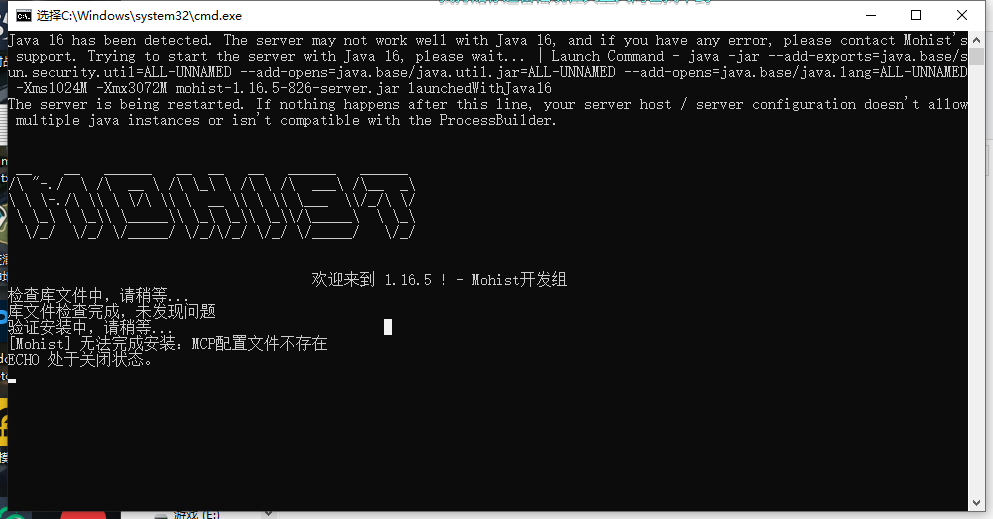 选择C:\Windows\system32\cmd.exe
Java 16 has been detected. The server may not work well with Java 16, and if you have any error, please contact Mohist's
support. Trying to start the server with Java 16, please wait... | Launch Command - java -jar --add-exports=java.base/s
un.security.util=ALL-UNNAMED --add-opens=java.base/java.util.jar=ALL-UNNAMED --add-opens=java.base/java.lang=ALL-UNNAMED
-Xms1024M -Xmx3072M mohist-1.16.5-826-server.jar launchedWithJava16
The server is being restarted. If nothing happens after this line, your server host / server configuration doesn't allow
multiple java instances or isn't compatible with the ProcessBuilder.
MOHIST
欢迎来到 1.16.5 ! - Mohist开发组
检查库文件中，请稍等...
库文件检查完成，未发现问题
验证安装中，请稍等...
[Mohist] 无法完成安装：MCP配置文件不存在
ECHO 处于关闭状态。
游戏 (E:)